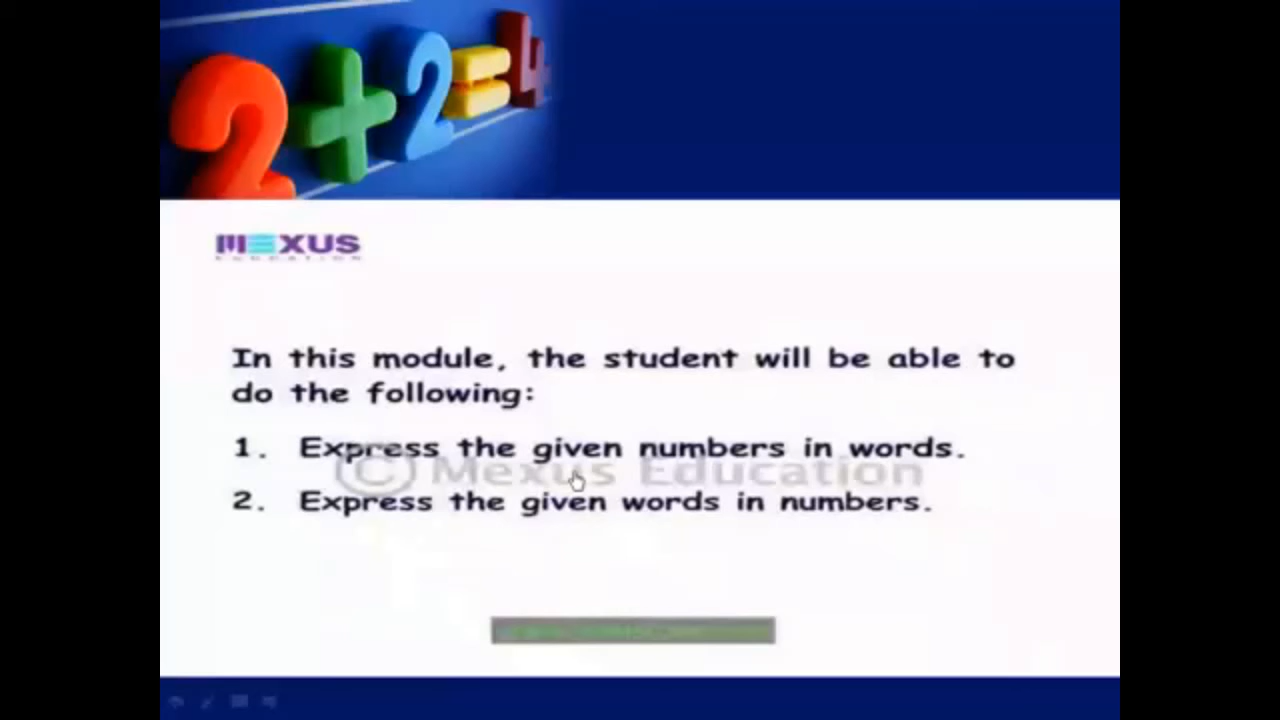 2+2=4
MEXUS
EDUCATION
In this module, the student will be able to
do the following:
1. Express the given numbers in words.
© Mexus Education
2. Express the given words in numbers.